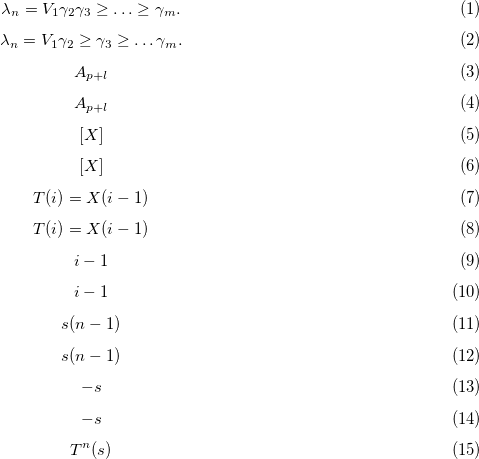 λ_n = V_1γ_2γ_3 ≥ … ≥ γ_m. (1)
λ_n = V_1γ_2 ≥ γ_3 ≥ …γ_m. (2)
A_{p+l} (3)
A_{p+l} (4)
[X] (5)
[X] (6)
T(i) = X(i − 1) (7)
T(i) = X(i − 1) (8)
i − 1 (9)
i − 1 (10)
s(n − 1) (11)
s(n − 1) (12)
−s (13)
−s (14)
T^n(s) (15)